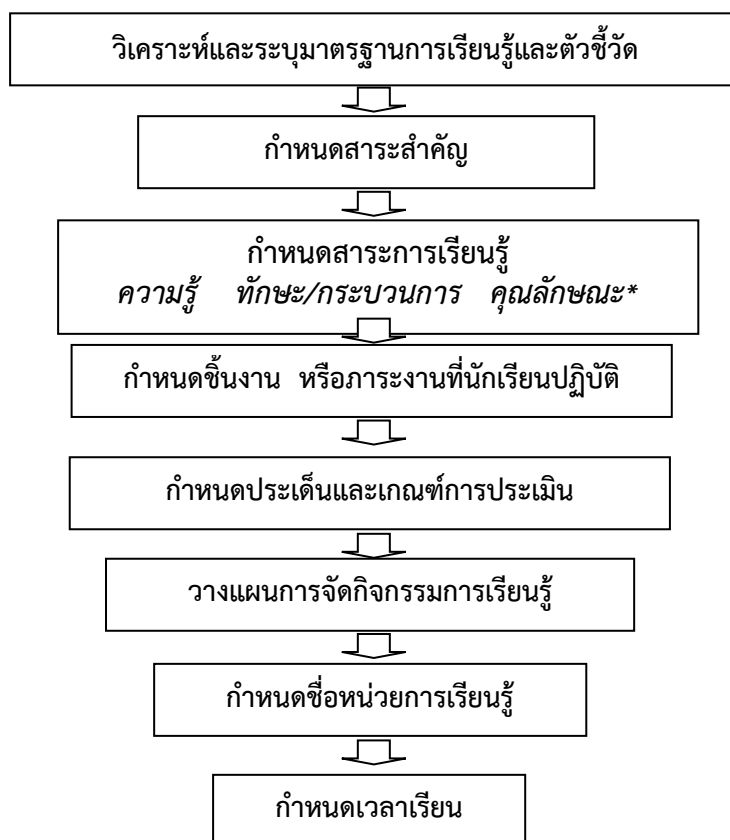 วิเคราะห์และระบุมาตรฐานการเรียนรู้และตัวชี้วัด
กำหนดสาระสำคัญ
กำหนดสาระการเรียนรู้
ความรู้ ทักษะ/กระบวนการ คุณลักษณะ*
กำหนดชิ้นงาน หรือภาระงานที่นักเรียนปฏิบัติ
กำหนดประเด็นและเกณฑ์การประเมิน
วางแผนการจัดกิจกรรมการเรียนรู้
กำหนดชื่อหน่วยการเรียนรู้
กำหนดเวลาเรียน